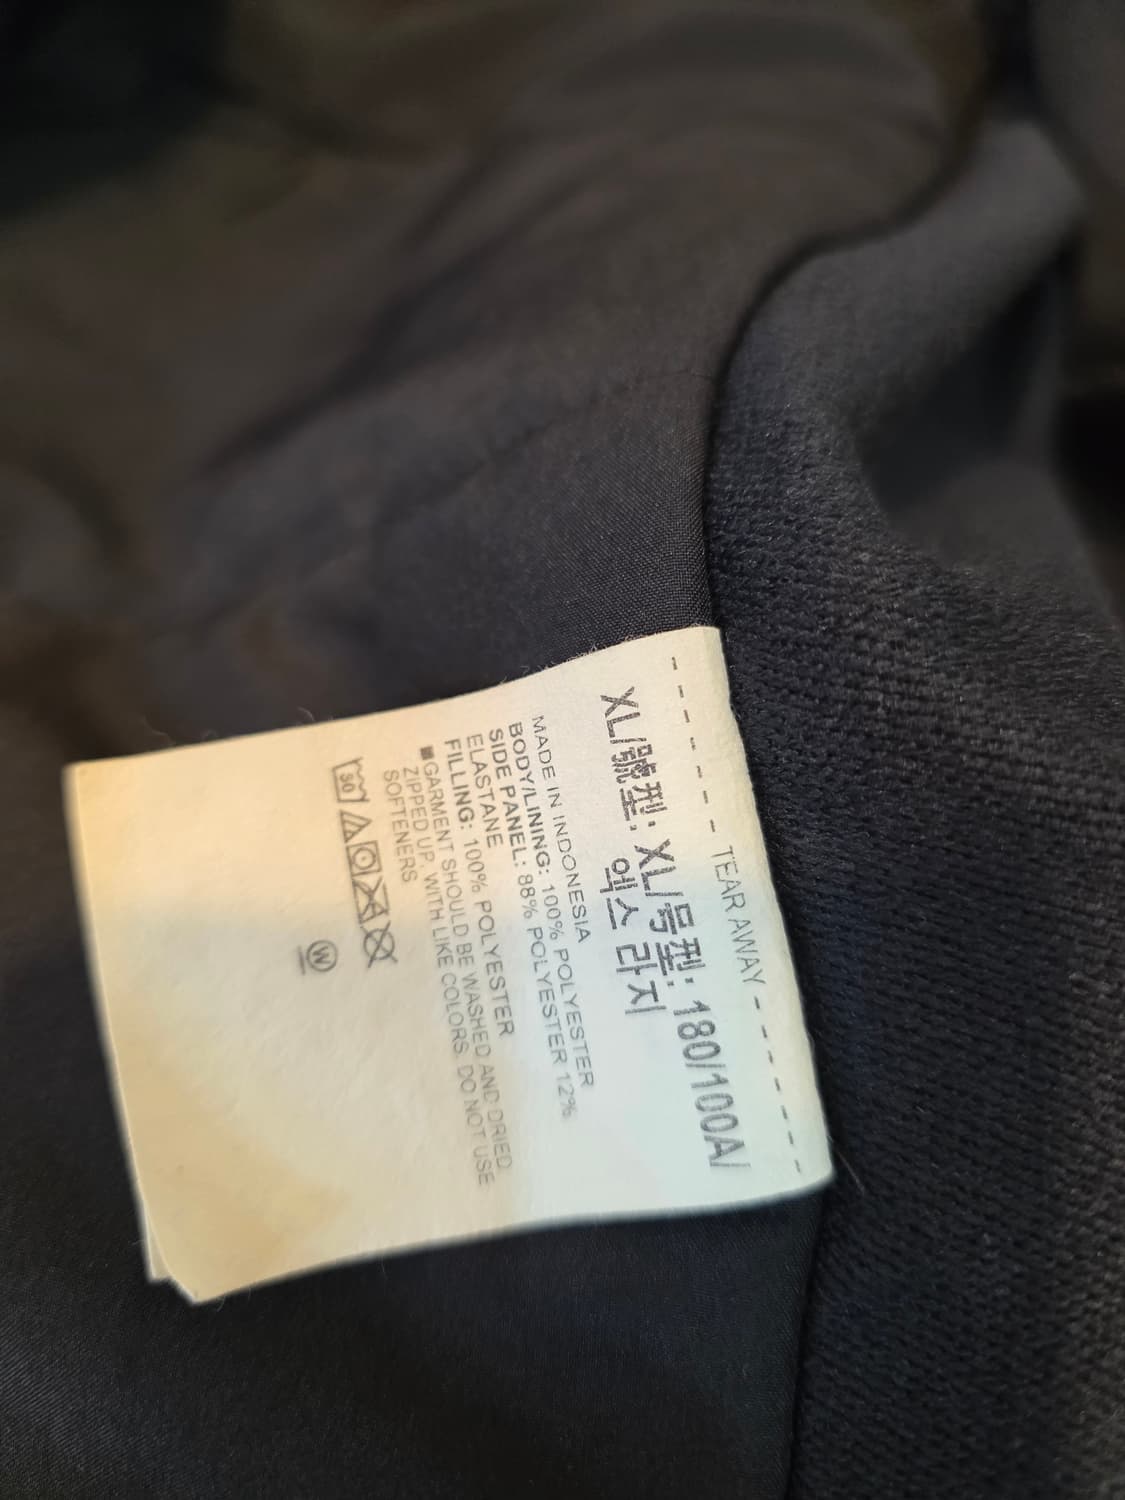 TEAR AWAY
XL/號型: XL/号型: 180/100A/
엑스 라지
MADE IN INDONESIA
BODY/LINING: 100% POLYESTER
SIDE PANEL: 88% POLYESTER 12%
ELASTANE
FILLING: 100% POLYESTER
■GARMENT SHOULD BE WASHED AND DRIED
ZIPPED UP. WITH LIKE COLORS. DO NOT USE
SOFTENERS
30
W